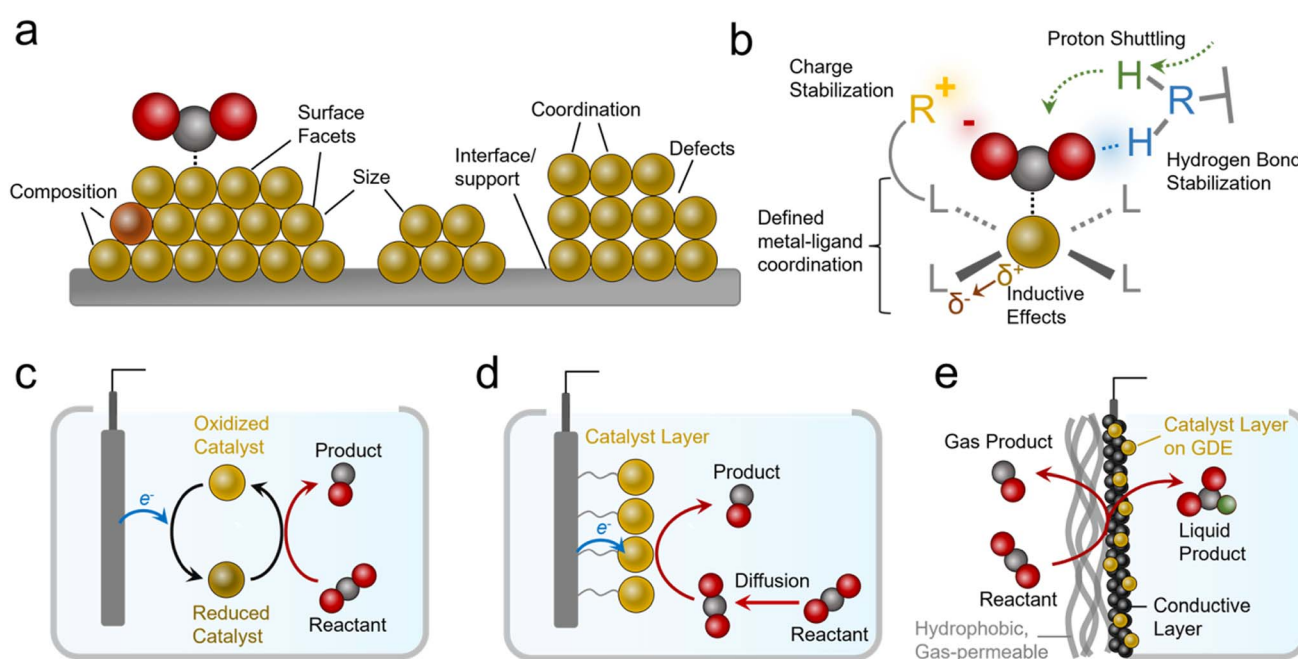 a
Surface
Facets
Composition
Size
Interface/
support
Coordination
Defects
b
Proton Shuttling
Charge
Stabilization
R+
-
H
R
H
Hydrogen Bond
Stabilization
Defined
metal-ligand
coordination
L
L
L
L
δ-
δ+
Inductive
Effects
c
Oxidized
Catalyst
Product
e-
Reduced
Catalyst
Reactant
d
Catalyst Layer
Product
e-
Diffusion
Reactant
e
Gas Product
Catalyst Layer
on GDE
Liquid
Product
Reactant
Conductive
Layer
Hydrophobic,
Gas-permeable